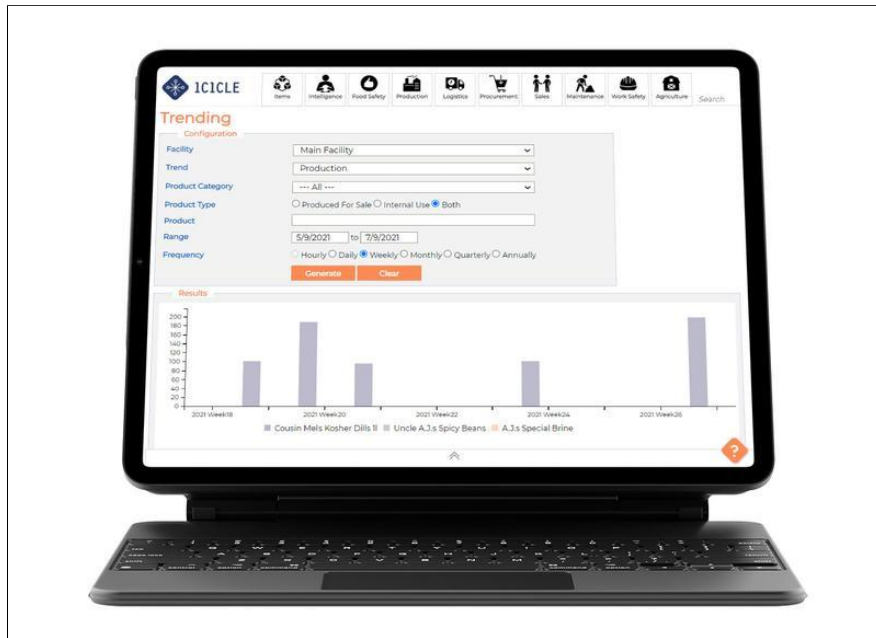 1C1CLE
Items Intelligence Food Safety Production Logistics Procurement Sales Maintenance Work Safety Agriculture Search
Trending
Configuration
Facility Main Facility
Trend Production
Product Category --- All ---
Product Type Produced For Sale Internal Use Both
Product
Range 5/9/2021 to 7/9/2021
Frequency Hourly Daily Weekly Monthly Quarterly Annually
Generate Clear
Results
200
180
160
140
120
100
80
60
40
20
0
2021 Week18 2021 Week20 2021 Week22 2021 Week24 2021 Week26
Cousin Mels Kosher Dills 1l Uncle A.J.s Spicy Beans A.J.s Special Brine
?